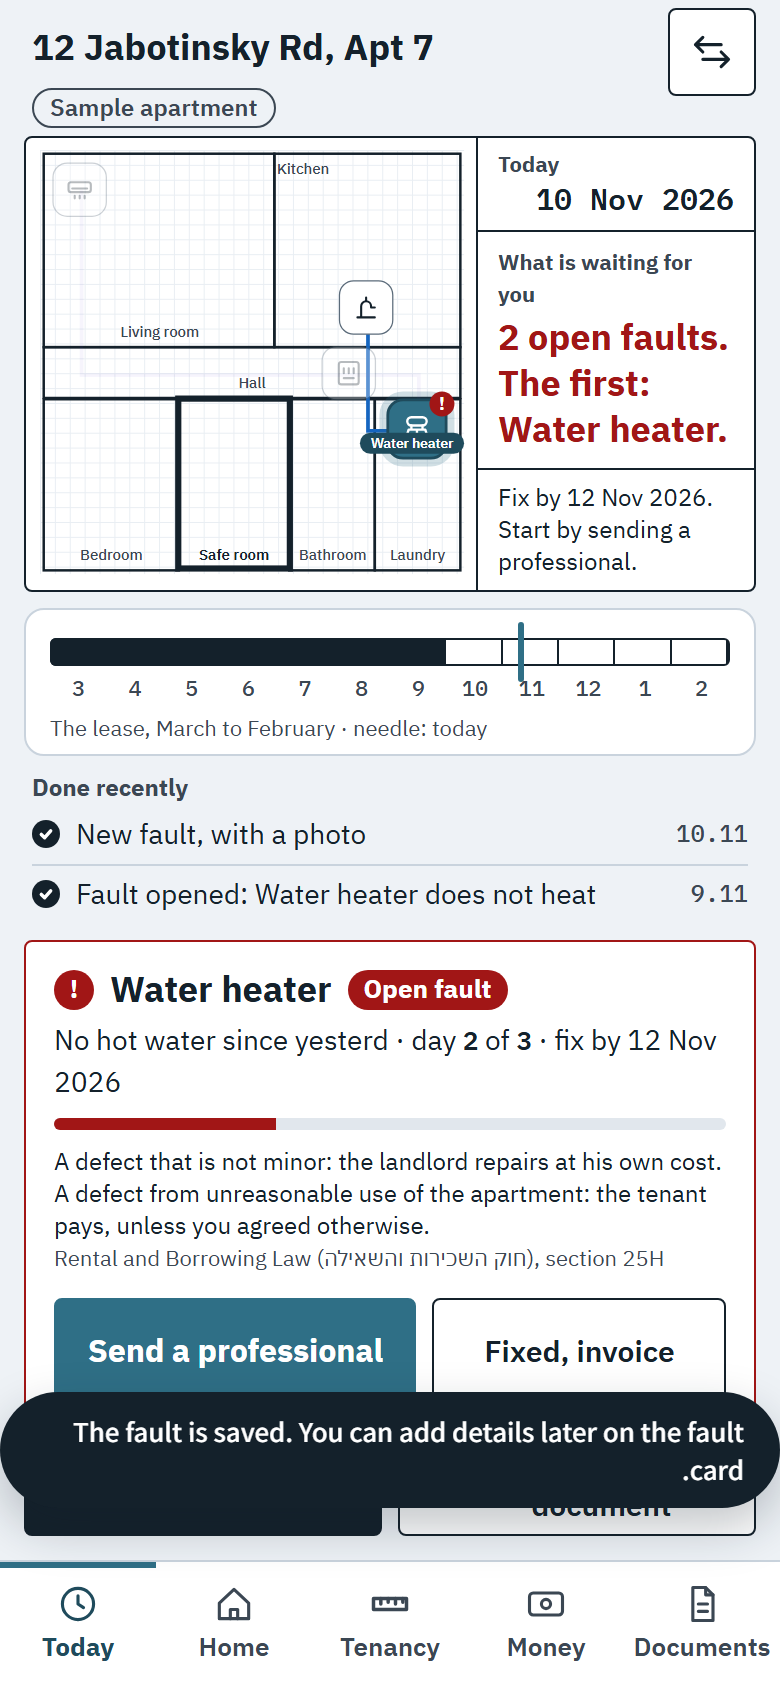 12 Jabotinsky Rd, Apt 7
Sample apartment
Kitchen
Living room
Hall
Water heater
Bedroom
Safe room
Bathroom
Laundry
Today
10 Nov 2026
What is waiting for
you
2 open faults.
The first:
Water heater.
Fix by 12 Nov 2026.
Start by sending a
professional.
3 4 5 6 7 8 9 10 11 12 1 2
The lease, March to February · needle: today
Done recently
New fault, with a photo 10.11
Fault opened: Water heater does not heat 9.11
! Water heater Open fault
No hot water since yesterd · day 2 of 3 · fix by 12 Nov
2026
A defect that is not minor: the landlord repairs at his own cost.
A defect from unreasonable use of the apartment: the tenant
pays, unless you agreed otherwise.
Rental and Borrowing Law (חוק השכירות והשאילה), section 25H
Send a professional
Fixed, invoice
The fault is saved. You can add details later on the fault
.card
document
Today
Home
Tenancy
Money
Documents